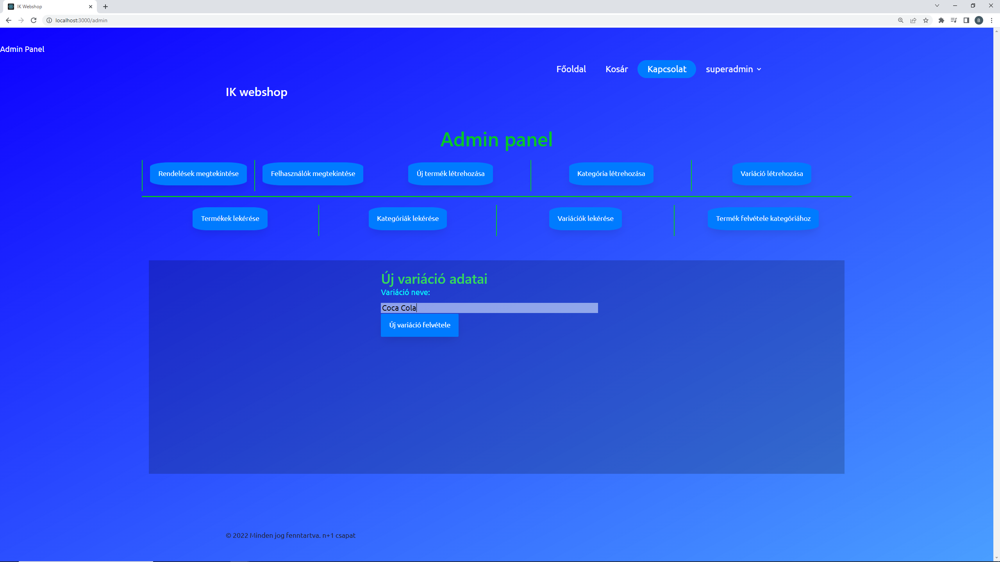 IK Webshop
localhost:3000/admin
B
Admin Panel
Főoldal Kosár Kapcsolat superadmin
IK webshop
Admin panel
Rendelések megtekintése Felhasználók megtekintése Új termék létrehozása Kategória létrehozása Variáció létrehozása
Termékek lekérése Kategóriák lekérése Variációk lekérése Termék felvétele kategóriához
Új variáció adatai
Variáció neve:
Coca Cola
Új variáció felvétele
© 2022 Minden jog fenntartva. n+1 csapat